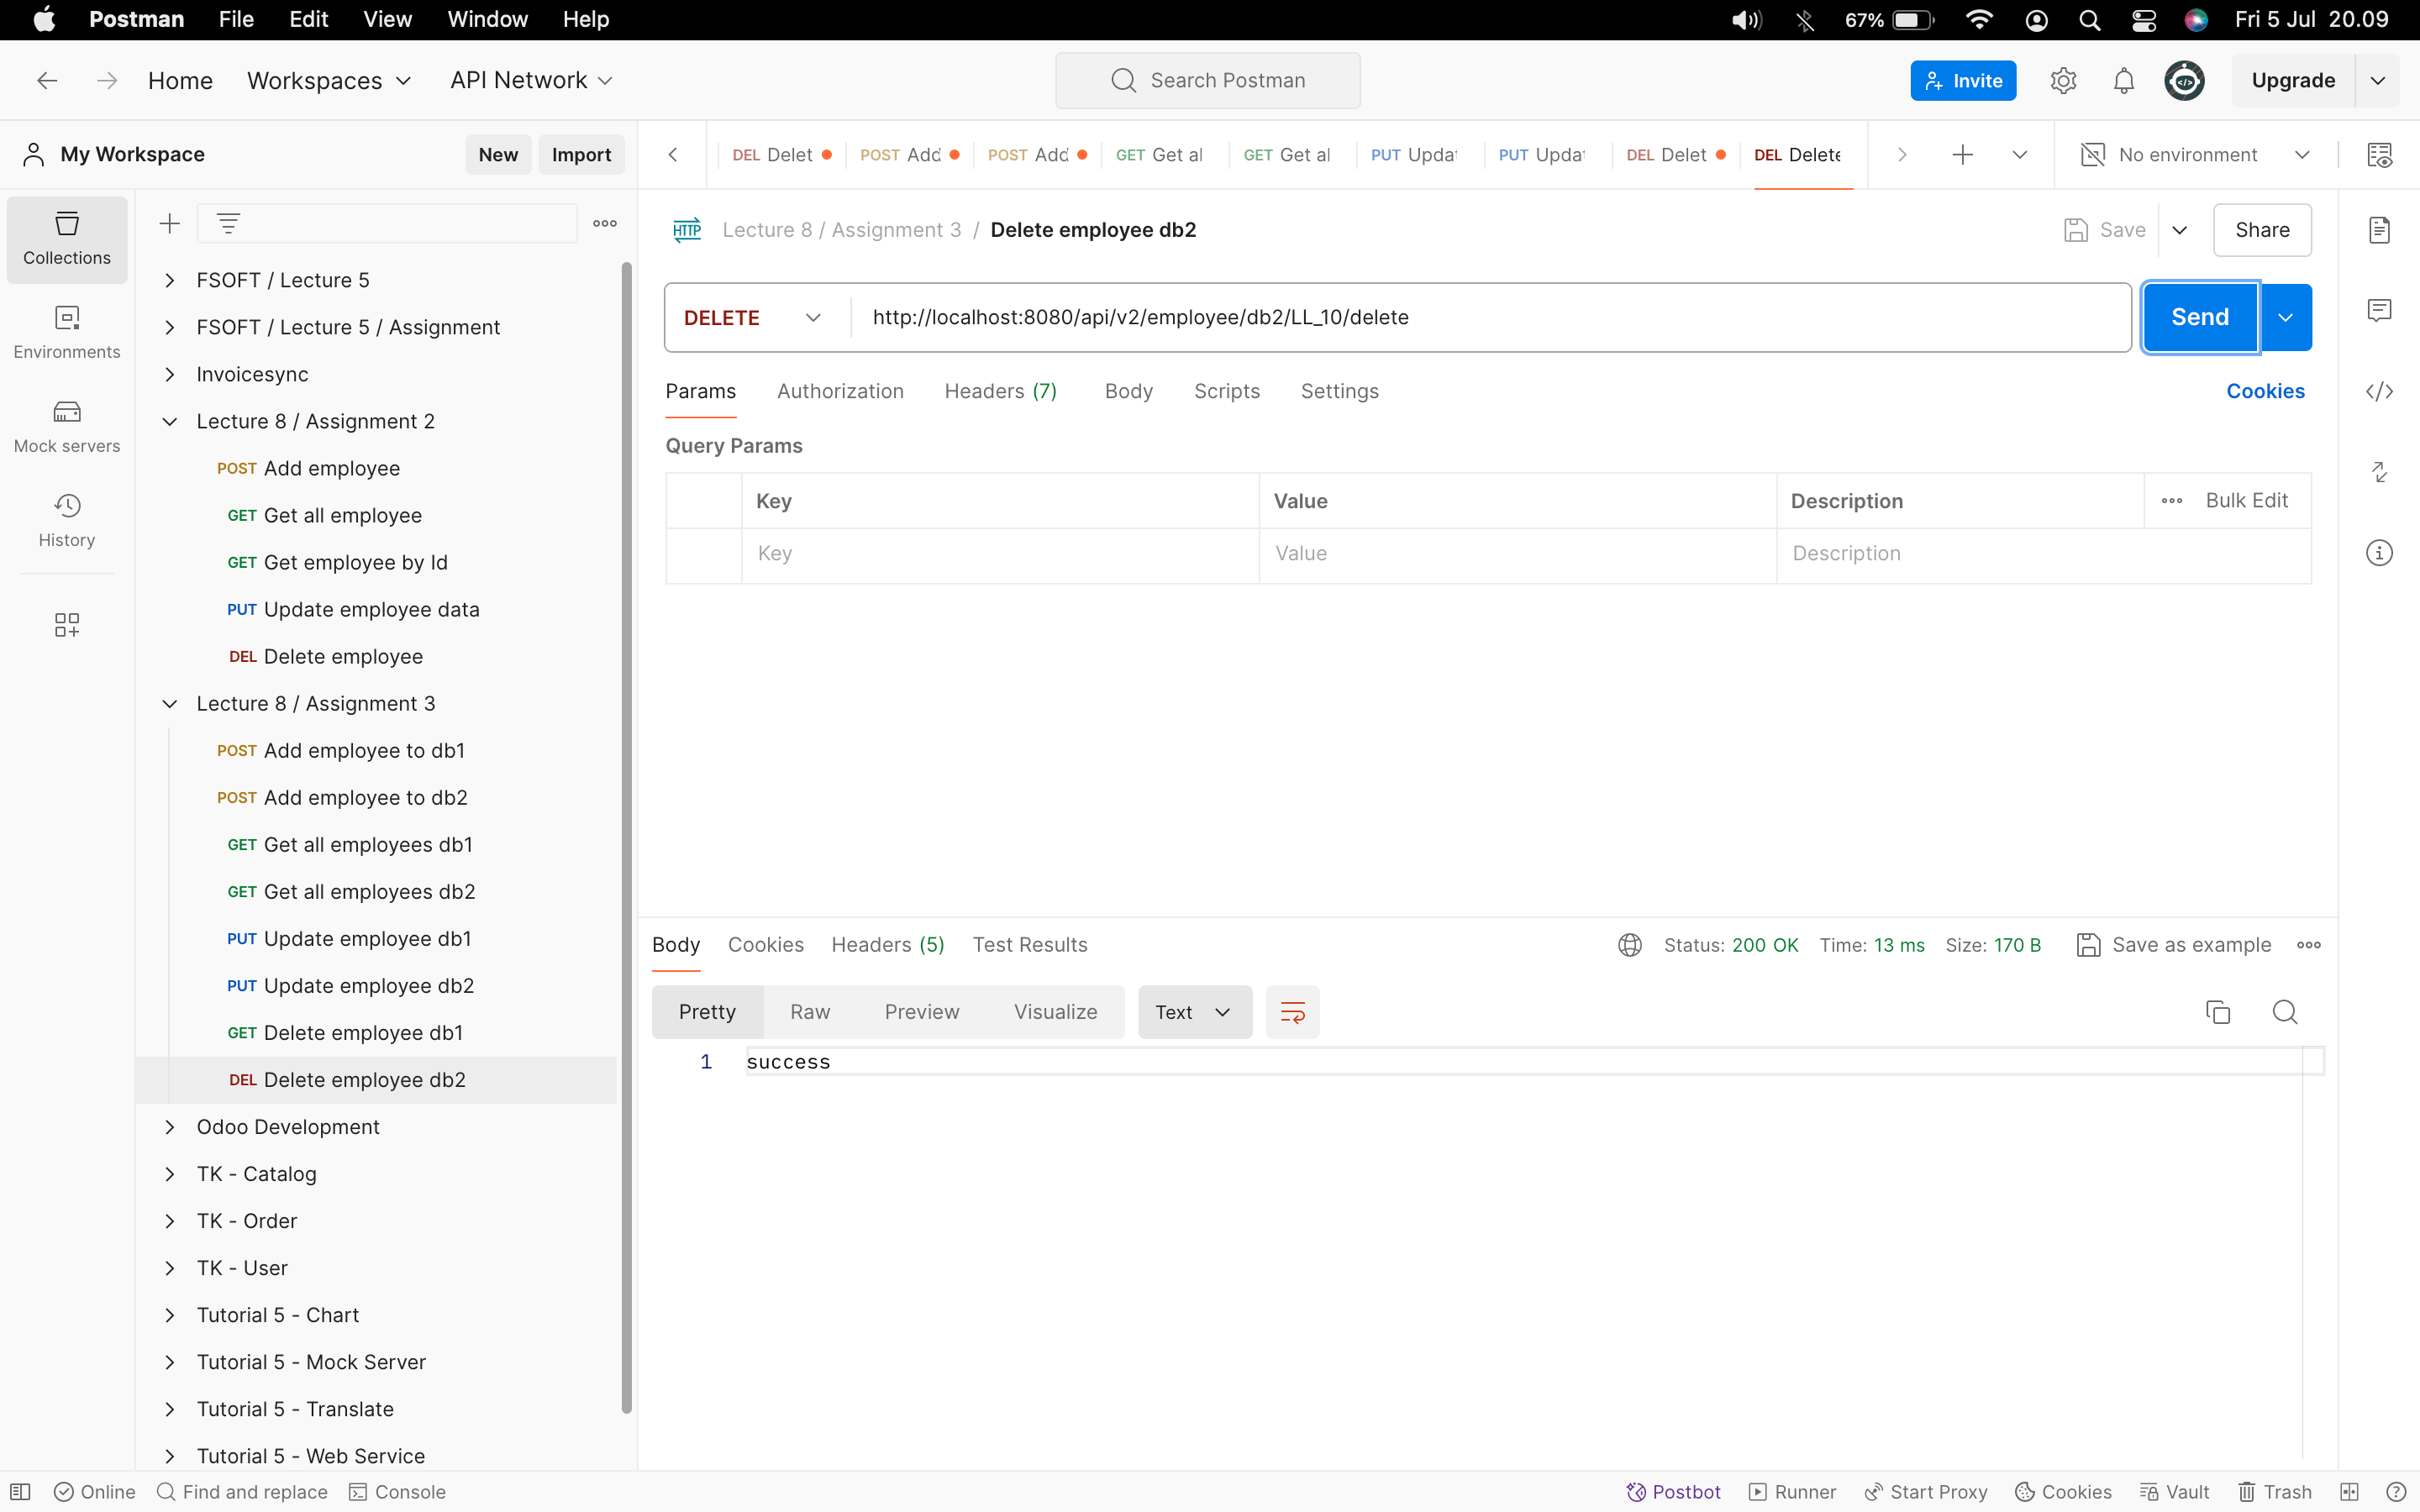 Postman File Edit View Window Help 67% Fri 5 Jul 20.09
Home Workspaces API Network Search Postman Invite Upgrade
My Workspace New Import
DEL Delet POST Add POST Add GET Get al GET Get al PUT Updat PUT Updat DEL Delet DEL Delete No environment
Collections
Environments
Mock servers
History
FSOFT / Lecture 5
FSOFT / Lecture 5 / Assignment
Invoicesync
Lecture 8 / Assignment 2
POST Add employee
GET Get all employee
GET Get employee by Id
PUT Update employee data
DEL Delete employee
Lecture 8 / Assignment 3
POST Add employee to db1
POST Add employee to db2
GET Get all employees db1
GET Get all employees db2
PUT Update employee db1
PUT Update employee db2
GET Delete employee db1
DEL Delete employee db2
Odoo Development
TK - Catalog
TK - Order
TK - User
Tutorial 5 - Chart
Tutorial 5 - Mock Server
Tutorial 5 - Translate
Tutorial 5 - Web Service
HTTP Lecture 8 / Assignment 3 / Delete employee db2 Save Share
DELETE http://localhost:8080/api/v2/employee/db2/LL_10/delete Send
Params Authorization Headers (7) Body Scripts Settings Cookies
Query Params
Key Value Description Bulk Edit
Key Value Description
Body Cookies Headers (5) Test Results Status: 200 OK Time: 13 ms Size: 170 B Save as example
Pretty Raw Preview Visualize Text
1 success
Online Find and replace Console Postbot Runner Start Proxy Cookies Vault Trash